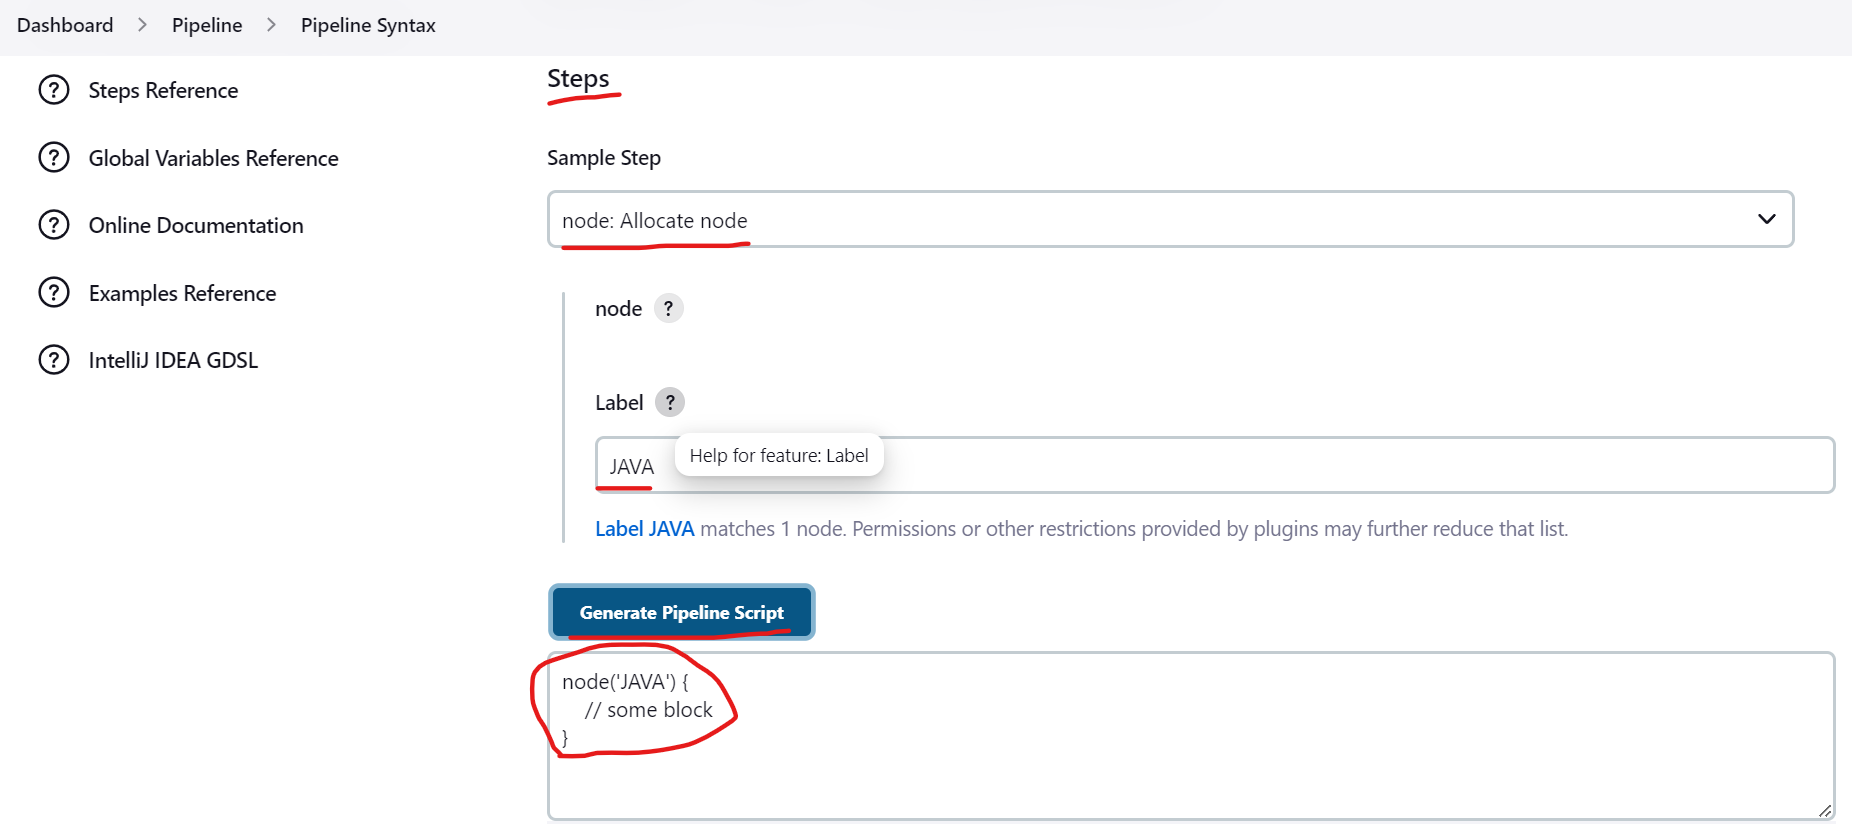 Dashboard > Pipeline > Pipeline Syntax
Steps Reference
Global Variables Reference
Online Documentation
Examples Reference
IntelliJ IDEA GDSL
Steps
Sample Step
node: Allocate node
node ?
Label ?
JAVA
Help for feature: Label
Label JAVA matches 1 node. Permissions or other restrictions provided by plugins may further reduce that list.
Generate Pipeline Script
node('JAVA') {
    // some block
}